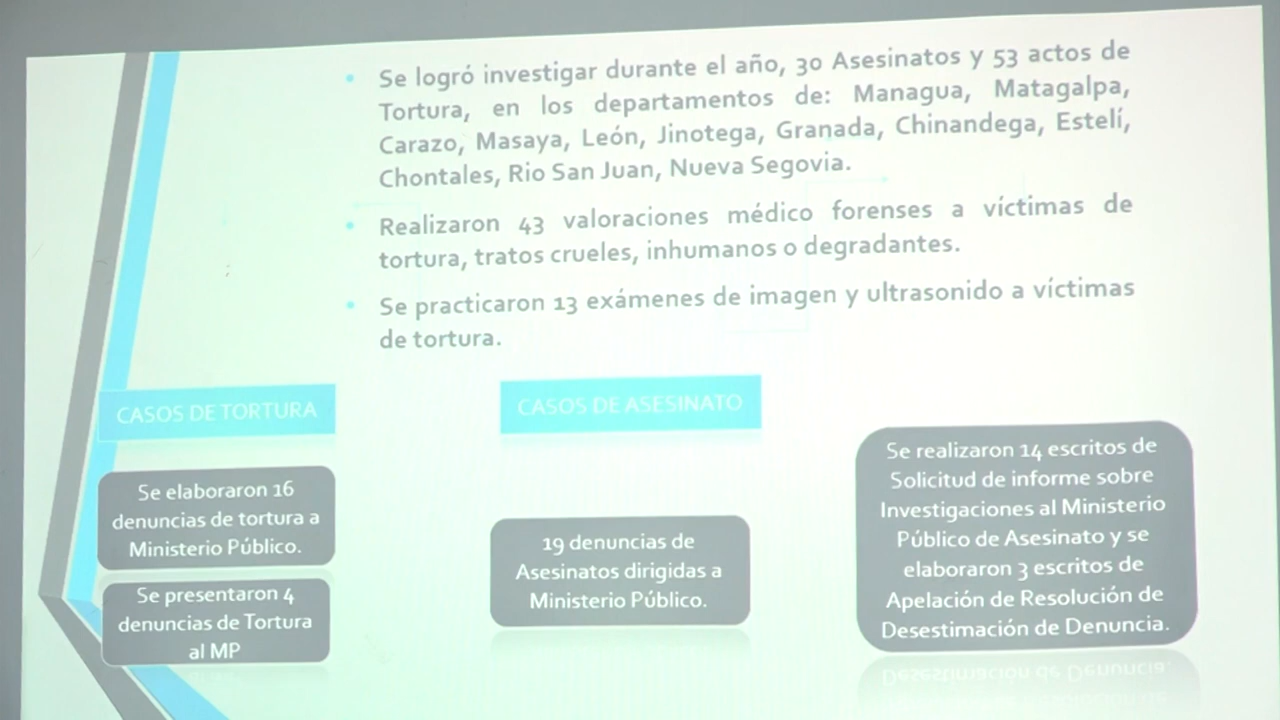 Se logró investigar durante el año, 30 Asesinatos y 53 actos de
Tortura, en los departamentos de: Managua, Matagalpa,
Carazo, Masaya, León, Jinotega, Granada, Chinandega, Estelí,
Chontales, Rio San Juan, Nueva Segovia.
Realizaron 43 valoraciones médico forenses a víctimas de
tortura, tratos crueles, inhumanos o degradantes.
Se practicaron 13 exámenes de imagen y ultrasonido a víctimas
de tortura.
CASOS DE TORTURA
Se elaboraron 16
denuncias de tortura a
Ministerio Público.
Se presentaron 4
denuncias de Tortura
al MP
CASOS DE ASESINATO
19 denuncias de
Asesinatos dirigidas a
Ministerio Público.
Se realizaron 14 escritos de
Solicitud de informe sobre
Investigaciones al Ministerio
Público de Asesinato y se
elaboraron 3 escritos de
Apelación de Resolución de
Desestimación de Denuncia.